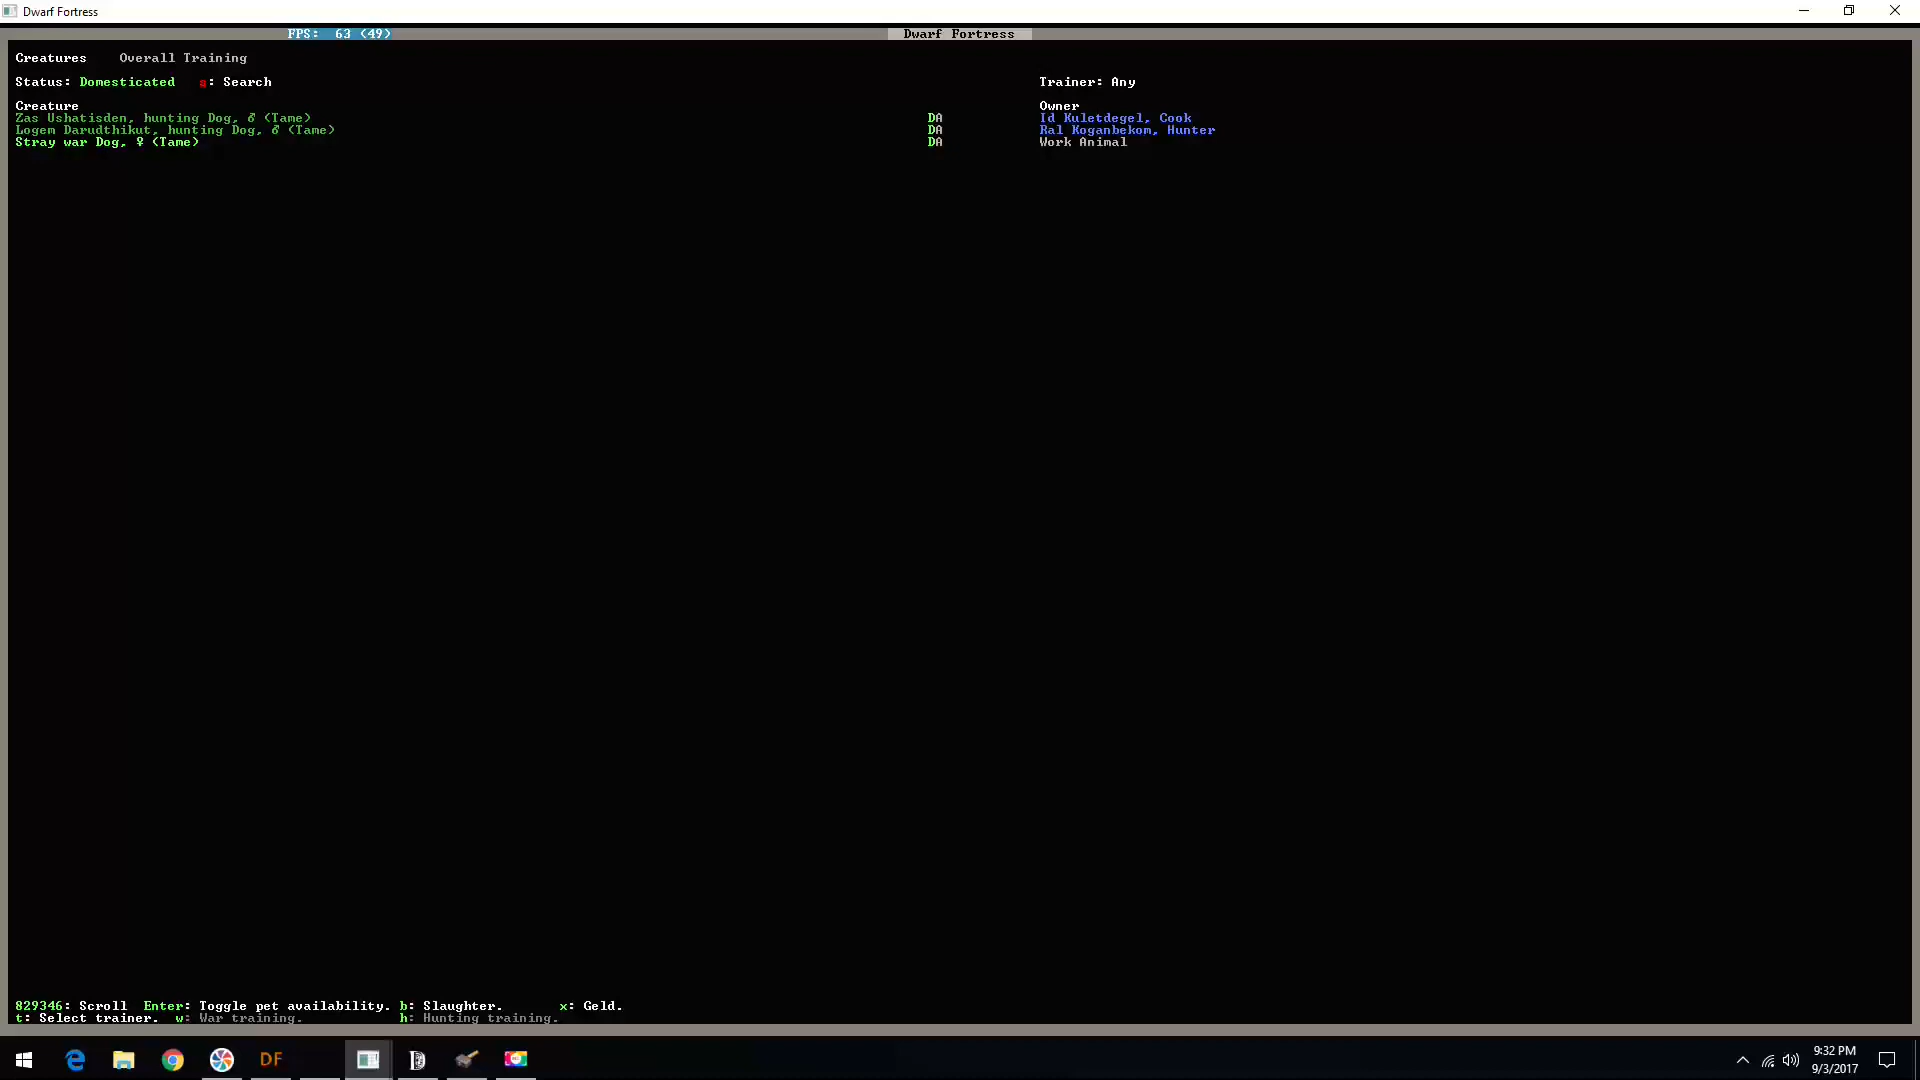 Dwarf Fortress
FPS: 63 (49)
Dwarf Fortress
Creatures Overall Training
Status: Domesticated s: Search Trainer: Any
Creature Owner
Zas Ushatisden, hunting Dog, ♂ (Tame) DA Id Kuletdegel, Cook
Logem Darudthikut, hunting Dog, ♂ (Tame) DA Ral Koganbekom, Hunter
Stray war Dog, ♀ (Tame) DA Work Animal
829346: Scroll Enter: Toggle pet availability. b: Slaughter. x: Geld.
t: Select trainer. w: War training. h: Hunting training.
DF
9:32 PM
9/3/2017